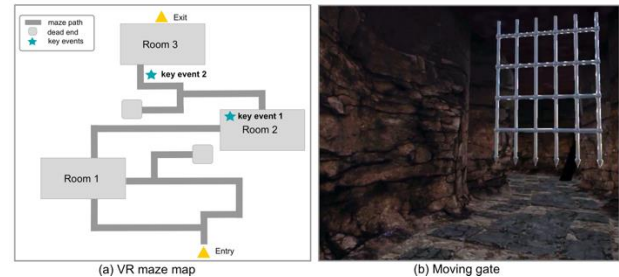 maze path
dead end
key events
Exit
Room 3
key event 2
key event 1
Room 2
Room 1
Entry
(a) VR maze map
(b) Moving gate